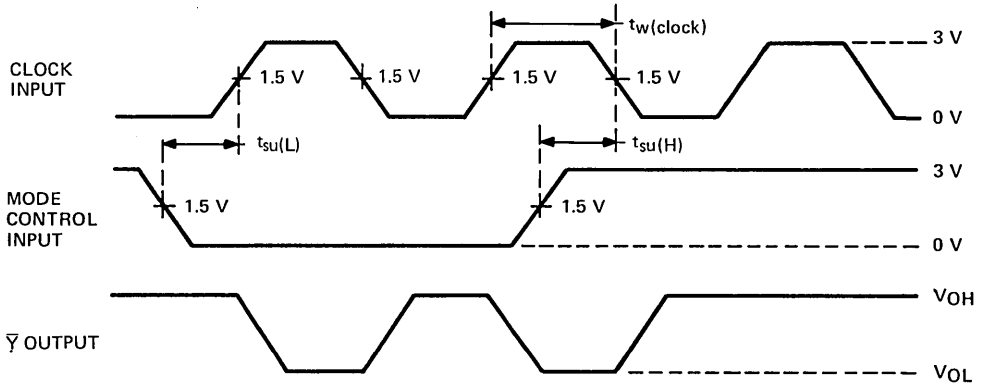 tw(clock)
3 V
CLOCK
INPUT
1.5 V
1.5 V
1.5 V
1.5 V
0 V
tsu(L)
tsu(H)
3 V
MODE
CONTROL
INPUT
1.5 V
1.5 V
0 V
VOH
Y̅ OUTPUT
VOL